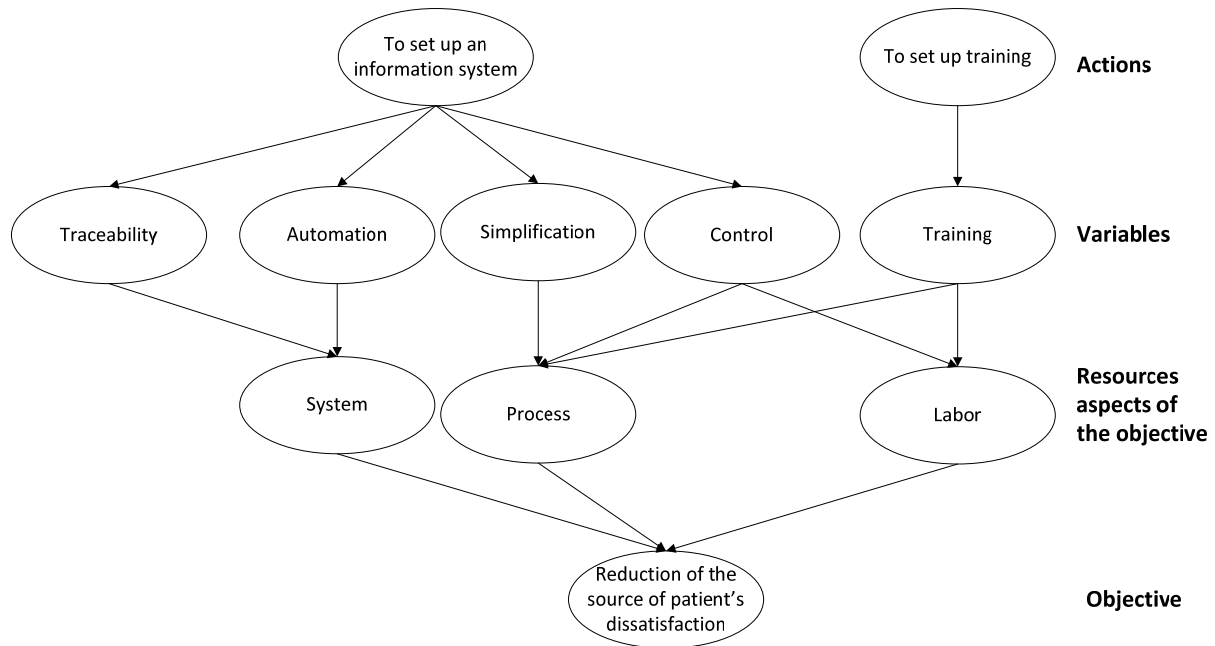 To set up an
information system
To set up training
Actions
Traceability
Automation
Simplification
Control
Training
Variables
System
Process
Labor
Resources
aspects of
the objective
Reduction of the
source of patient’s
dissatisfaction
Objective